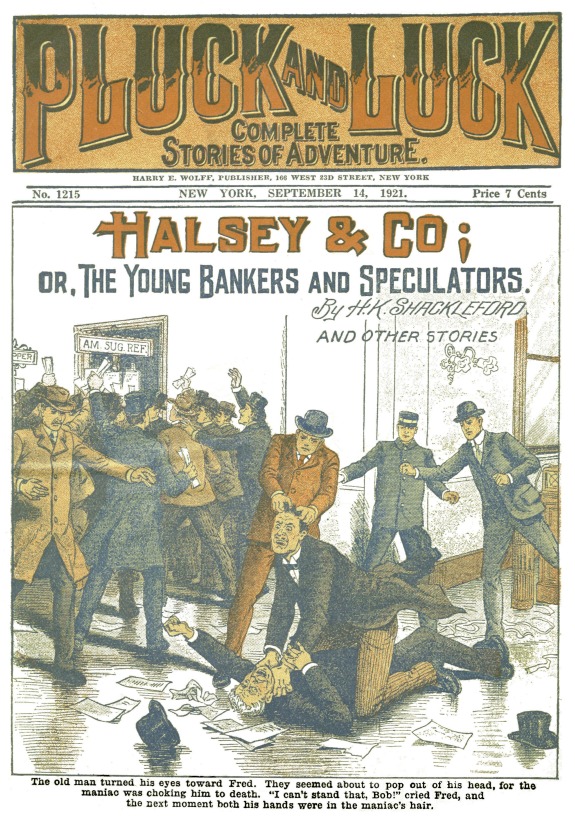 PLUCK AND LUCK
COMPLETE
STORIES OF ADVENTURE.
HARRY E. WOLFF, PUBLISHER, 166 WEST 23D STREET, NEW YORK
No. 1215 NEW YORK, SEPTEMBER 14, 1921. Price 7 Cents
HALSEY & CO;
OR, THE YOUNG BANKERS AND SPECULATORS.
By H.K. SHACKLEFORD
AND OTHER STORIES
AM. SUG. REF.
PPER
The old man turned his eyes toward Fred. They seemed about to pop out of his head, for the
maniac was choking him to death. "I can't stand that, Bob!" cried Fred, and
the next moment both his hands were in the maniac's hair.